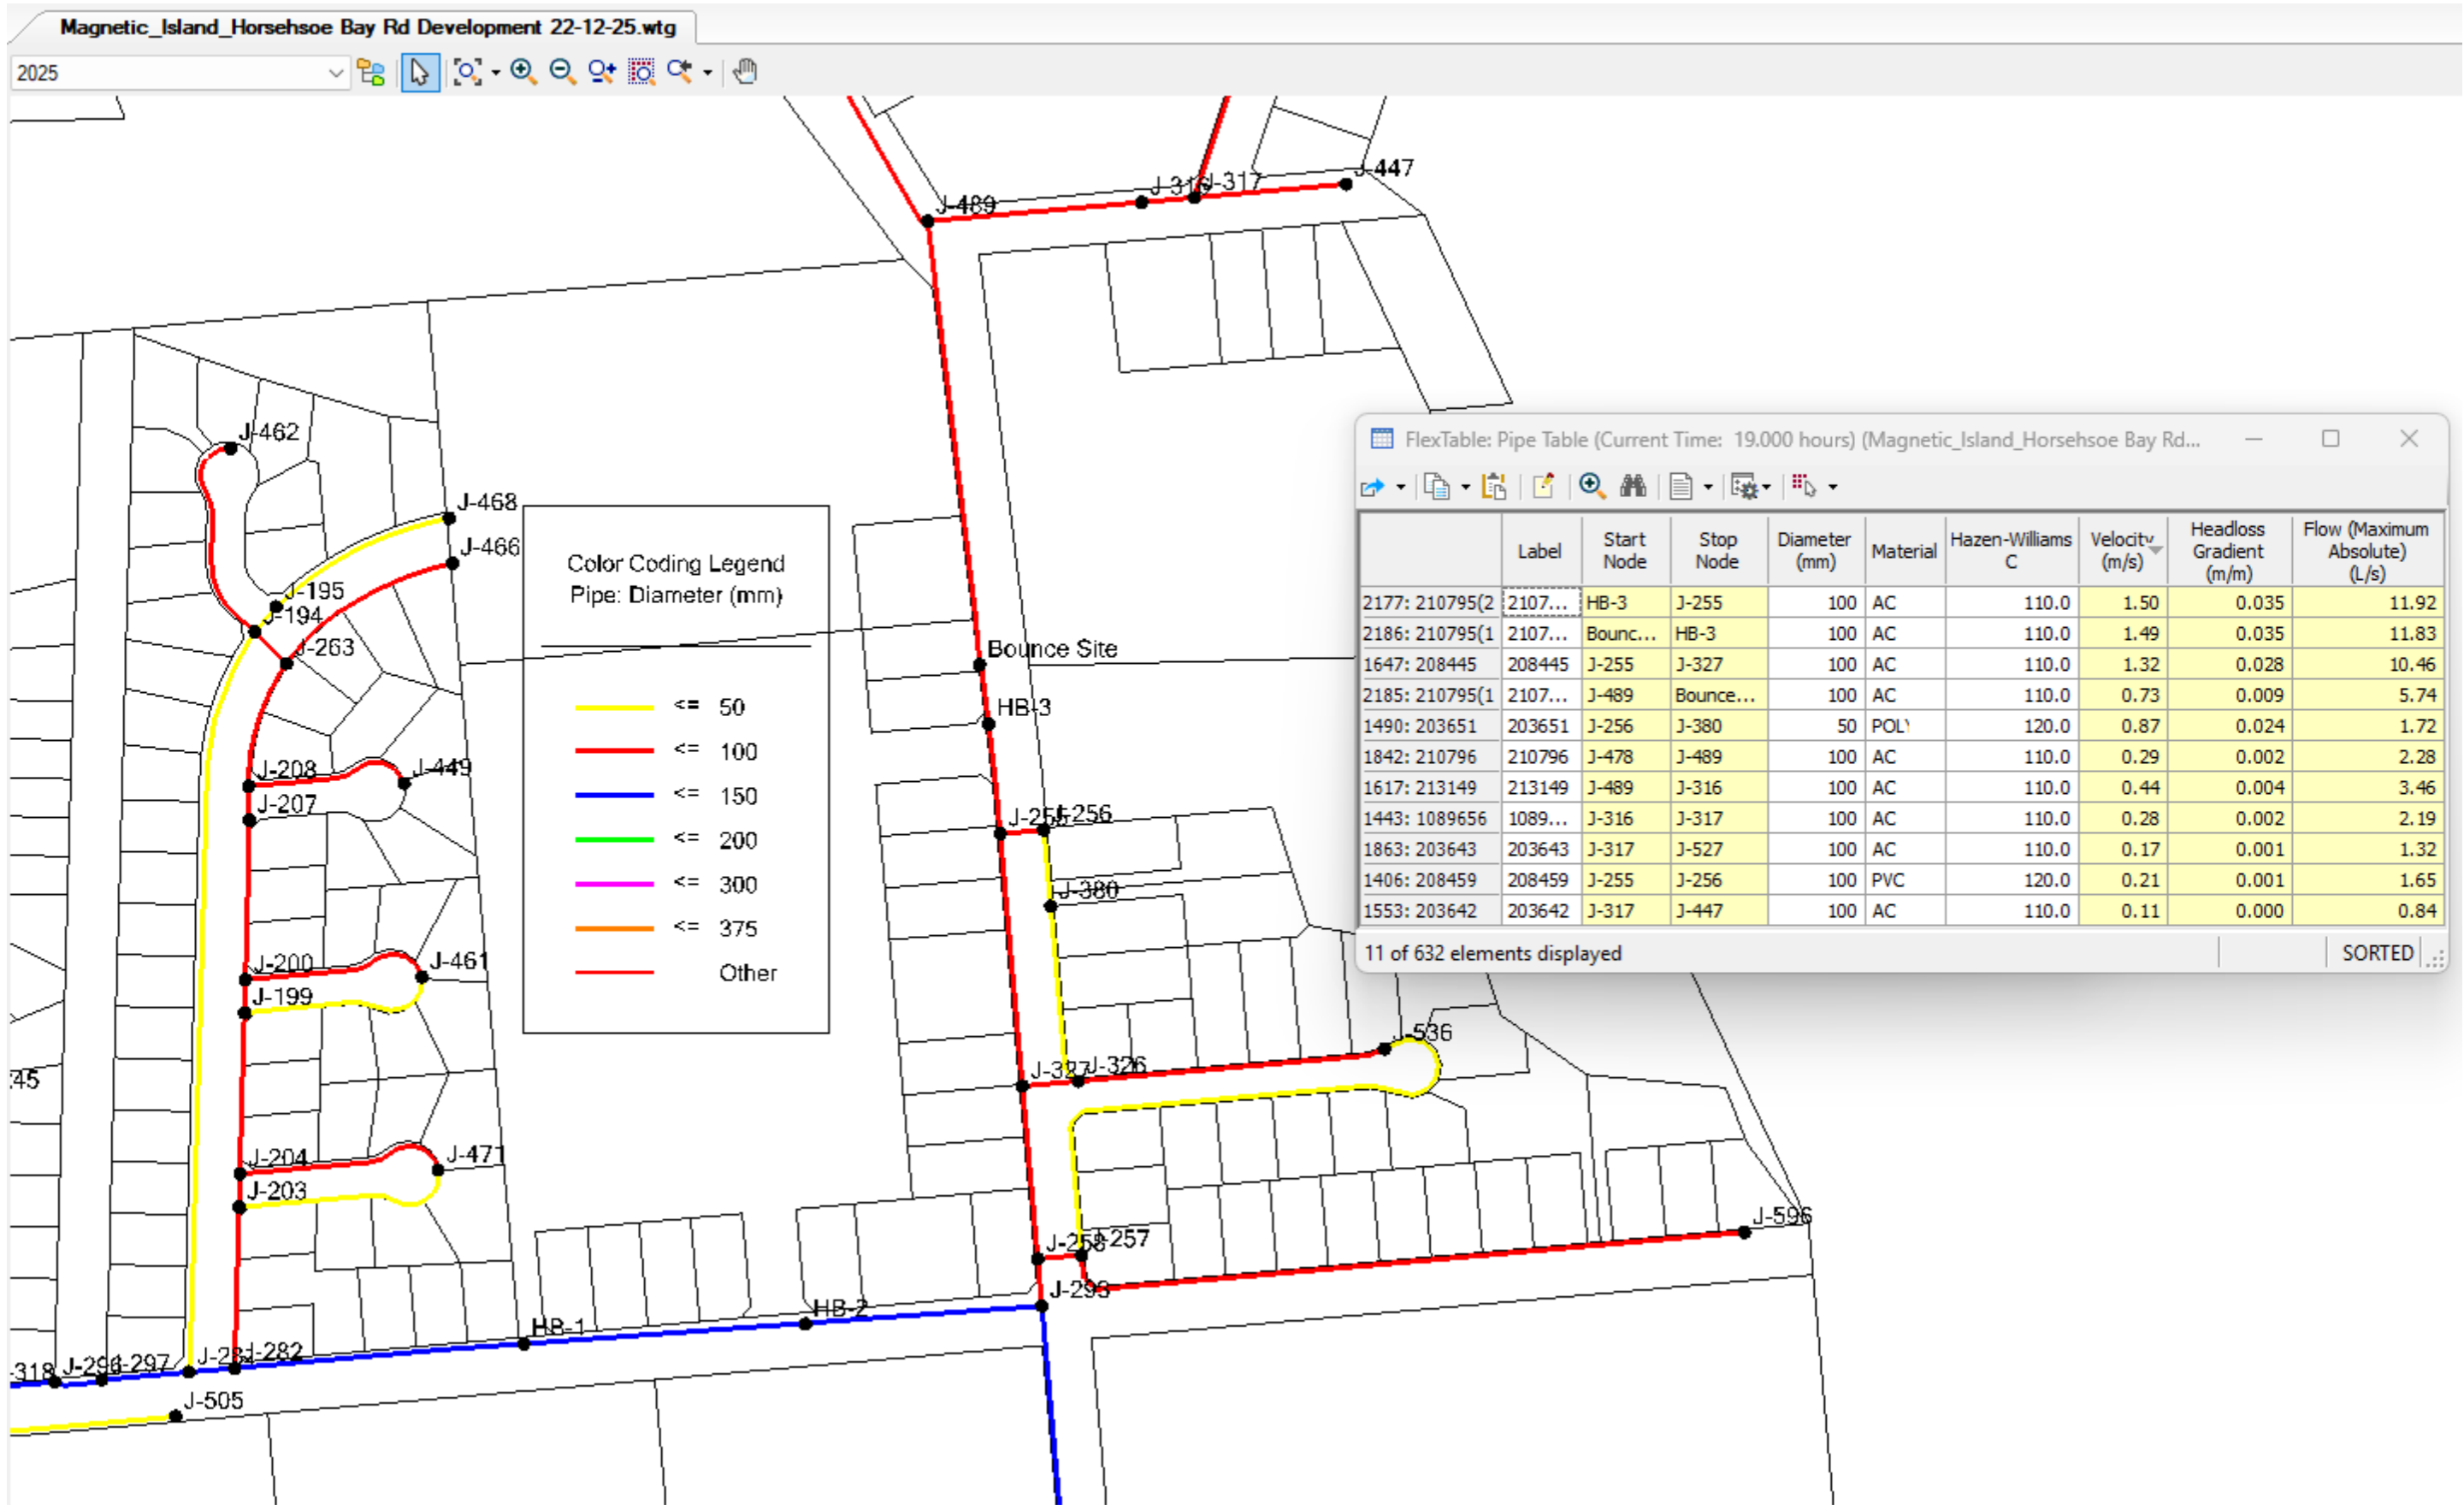 Magnetic_Island_Horsehsoe Bay Rd Development 22-12-25.wtg
2025
J-447
J-317
J-489
J-462
J-468
J-466
J-195
J-194
J-263
Color Coding Legend
Pipe: Diameter (mm)
<= 50
<= 100
<= 150
<= 200
<= 300
<= 375
Other
Bounce Site
HB-3
J-208
J-449
J-207
J-256
J-380
J-200
J-461
J-199
J-536
J-327
J-326
:45
J-204
J-471
J-203
J-257
J-596
J-293
HB-2
HB-1
J-282
-318
J-297
J-505
FlexTable: Pipe Table (Current Time: 19.000 hours) (Magnetic_Island_Horsehsoe Bay Rd...
Label Start Node Stop Node Diameter (mm) Material Hazen-Williams C Velocity (m/s) Headloss Gradient (m/m) Flow (Maximum Absolute) (L/s)
2177: 210795(2 2107... HB-3 J-255 100 AC 110.0 1.50 0.035 11.92
2186: 210795(1 2107... Bounc... HB-3 100 AC 110.0 1.49 0.035 11.83
1647: 208445 208445 J-255 J-327 100 AC 110.0 1.32 0.028 10.46
2185: 210795(1 2107... J-489 Bounce... 100 AC 110.0 0.73 0.009 5.74
1490: 203651 203651 J-256 J-380 50 POLY 120.0 0.87 0.024 1.72
1842: 210796 210796 J-478 J-489 100 AC 110.0 0.29 0.002 2.28
1617: 213149 213149 J-489 J-316 100 AC 110.0 0.44 0.004 3.46
1443: 1089656 1089... J-316 J-317 100 AC 110.0 0.28 0.002 2.19
1863: 203643 203643 J-317 J-527 100 AC 110.0 0.17 0.001 1.32
1406: 208459 208459 J-255 J-256 100 PVC 120.0 0.21 0.001 1.65
1553: 203642 203642 J-317 J-447 100 AC 110.0 0.11 0.000 0.84
11 of 632 elements displayed
SORTED